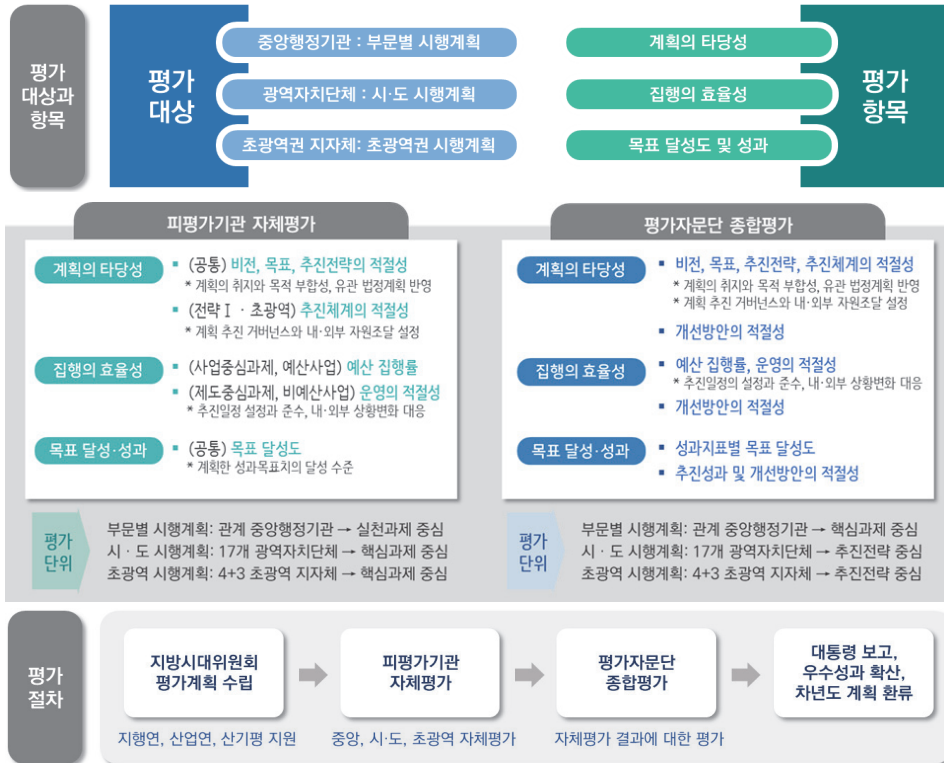 평가
대상과
항목
평가
대상
중앙행정기관 : 부문별 시행계획
광역자치단체 : 시·도 시행계획
초광역권 지자체: 초광역권 시행계획
계획의 타당성
집행의 효율성
목표 달성도 및 성과
평가
항목
피평가기관 자체평가
계획의 타당성
▪ (공통) 비전, 목표, 추진전략의 적절성
* 계획의 취지와 목적 부합성, 유관 법정계획 반영
▪ (전략Ⅰ · 초광역) 추진체계의 적절성
* 계획 추진 거버넌스와 내·외부 자원조달 설정
집행의 효율성
▪ (사업중심과제, 예산사업) 예산 집행률
▪ (제도중심과제, 비예산사업) 운영의 적절성
* 추진일정 설정과 준수, 내·외부 상황변화 대응
목표 달성·성과
▪ (공통) 목표 달성도
* 계획한 성과목표치의 달성 수준
평가
단위
부문별 시행계획: 관계 중앙행정기관 → 실천과제 중심
시 · 도 시행계획: 17개 광역자치단체 → 핵심과제 중심
초광역 시행계획: 4+3 초광역 지자체 → 핵심과제 중심
평가자문단 종합평가
계획의 타당성
▪ 비전, 목표, 추진전략, 추진체계의 적절성
* 계획의 취지와 목적 부합성, 유관 법정계획 반영
* 계획 추진 거버넌스와 내·외부 자원조달 설정
▪ 개선방안의 적절성
집행의 효율성
▪ 예산 집행률, 운영의 적절성
* 추진일정의 설정과 준수, 내·외부 상황변화 대응
▪ 개선방안의 적절성
목표 달성·성과
▪ 성과지표별 목표 달성도
▪ 추진성과 및 개선방안의 적절성
평가
단위
부문별 시행계획: 관계 중앙행정기관 → 핵심과제 중심
시 · 도 시행계획: 17개 광역자치단체 → 추진전략 중심
초광역 시행계획: 4+3 초광역 지자체 → 추진전략 중심
평가
절차
지방시대위원회
평가계획 수립
지행연, 산업연, 산기평 지원
피평가기관
자체평가
중앙, 시·도, 초광역 자체평가
평가자문단
종합평가
자체평가 결과에 대한 평가
대통령 보고,
우수성과 확산,
차년도 계획 환류